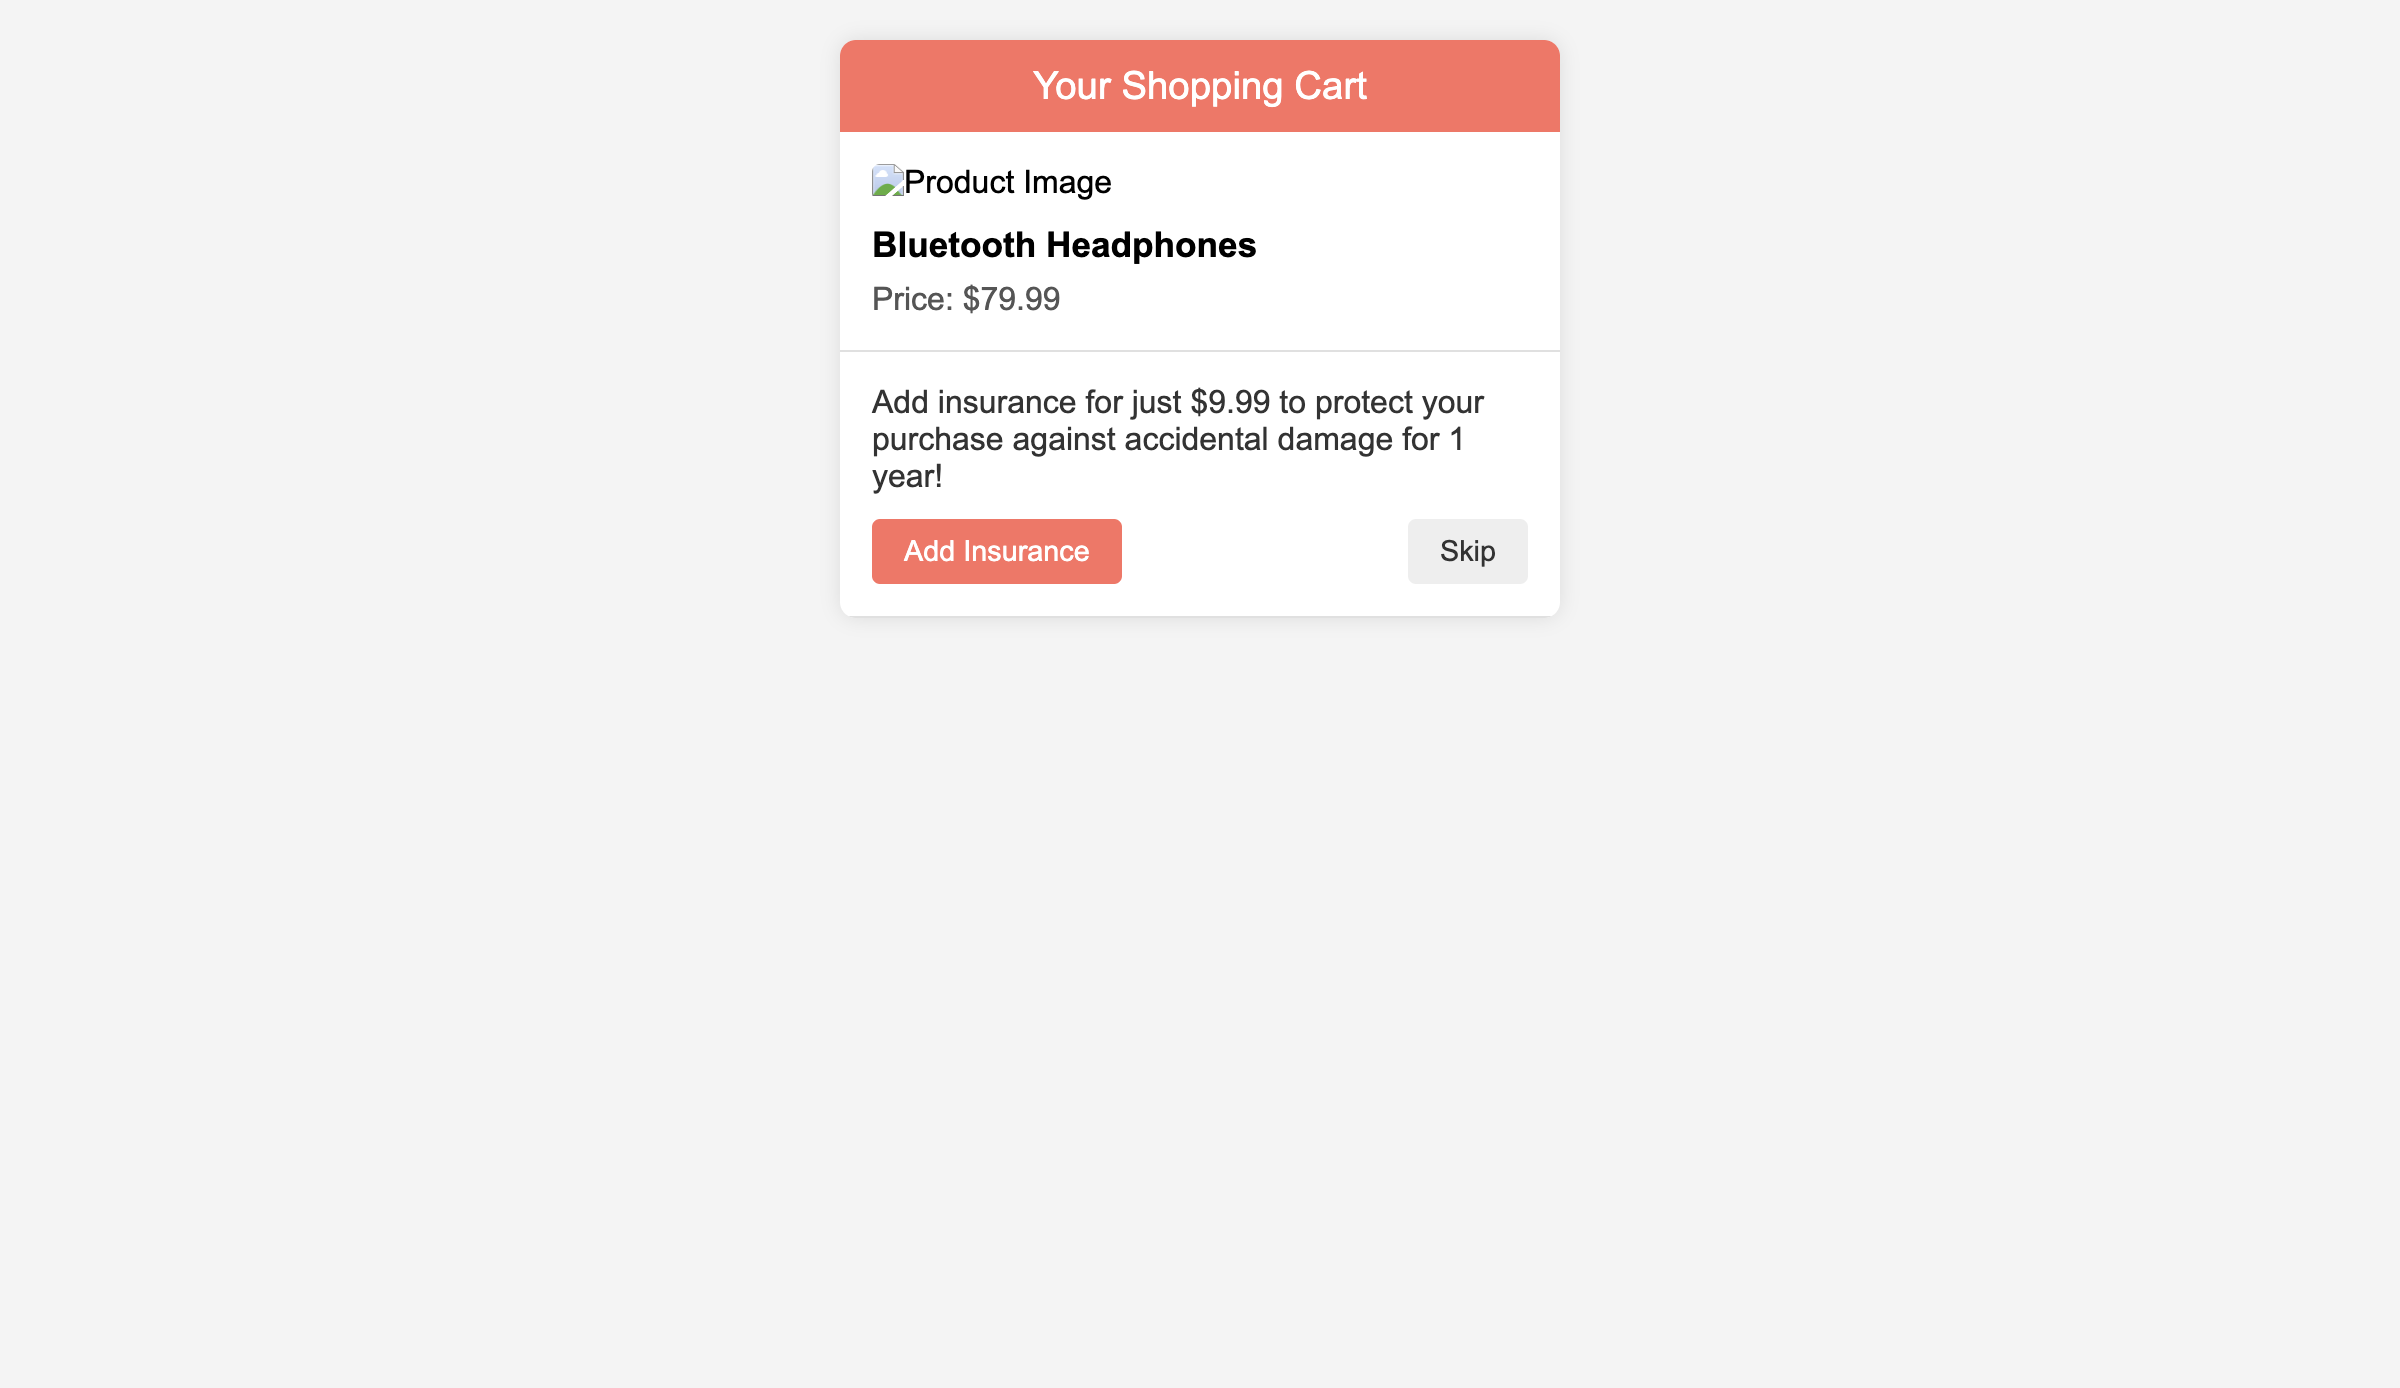 Your Shopping Cart
Product Image
Bluetooth Headphones
Price: $79.99
Add insurance for just $9.99 to protect your
purchase against accidental damage for 1
year!
Add Insurance
Skip